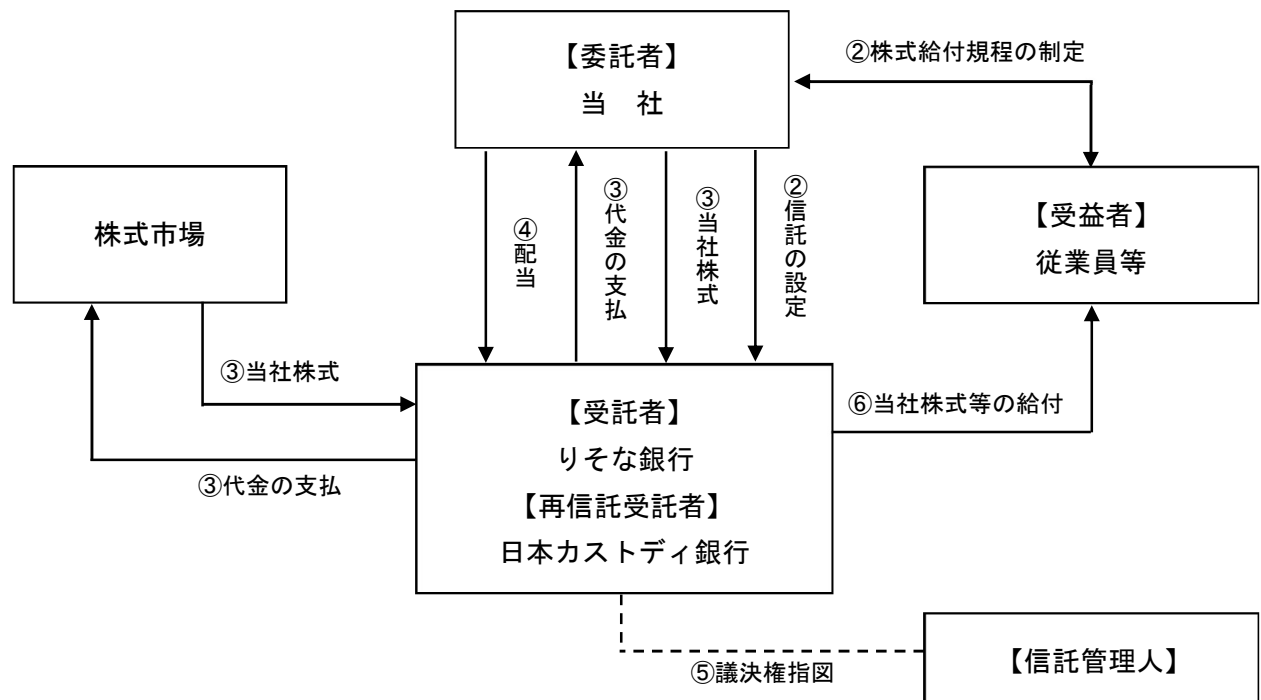 【委託者】
当　社
②株式給付規程の制定
株式市場
④配当
③代金の支払
③当社株式
②信託の設定
【受益者】
従業員等
③当社株式
③代金の支払
【受託者】
りそな銀行
【再信託受託者】
日本カストディ銀行
⑥当社株式等の給付
⑤議決権指図
【信託管理人】